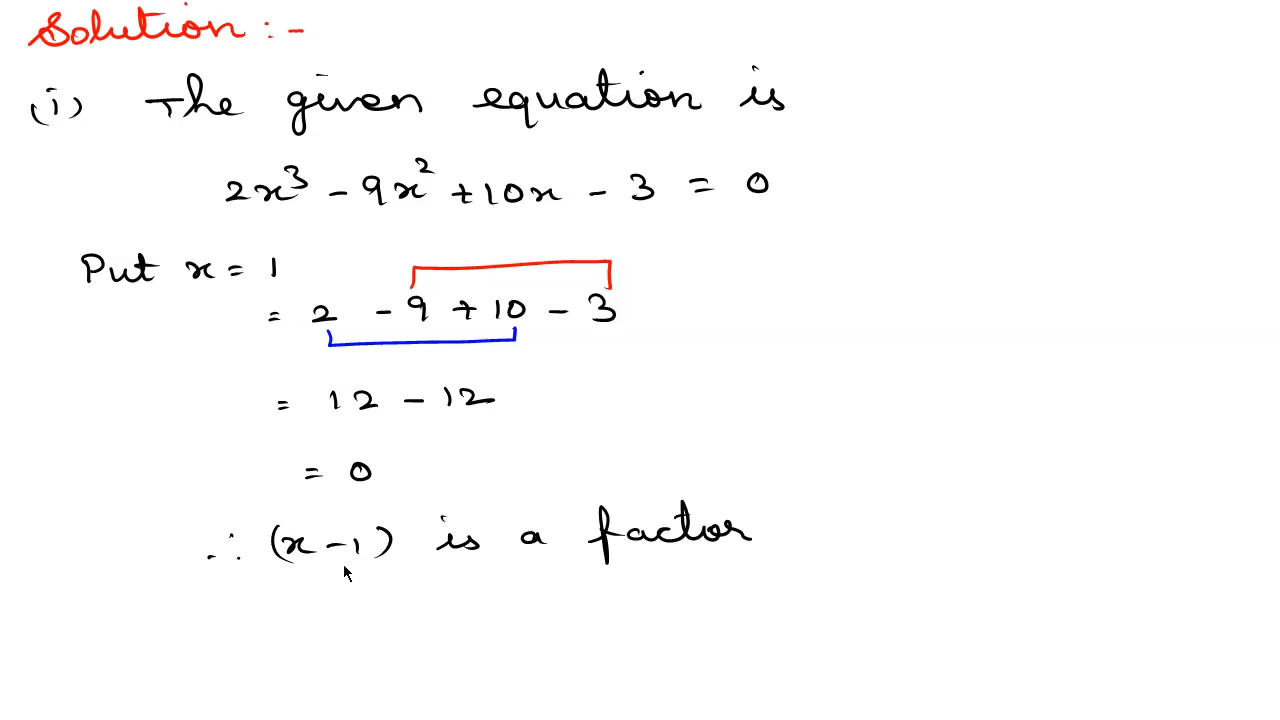 Solution :-
(i) The given equation is
2x³ - 9x² + 10x - 3 = 0
Put x = 1
= 2 - 9 + 10 - 3
= 12 - 12
= 0
∴ (x - 1) is a factor